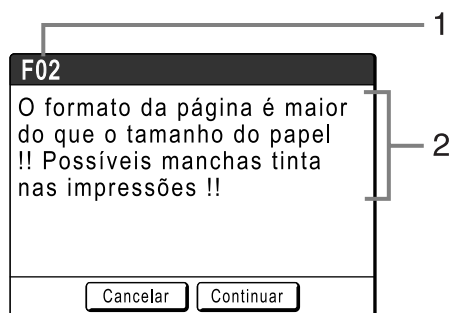 1
F02
O formato da página é maior
do que o tamanho do papel
!! Possíveis manchas tinta
nas impressões !!
2
Cancelar Continuar